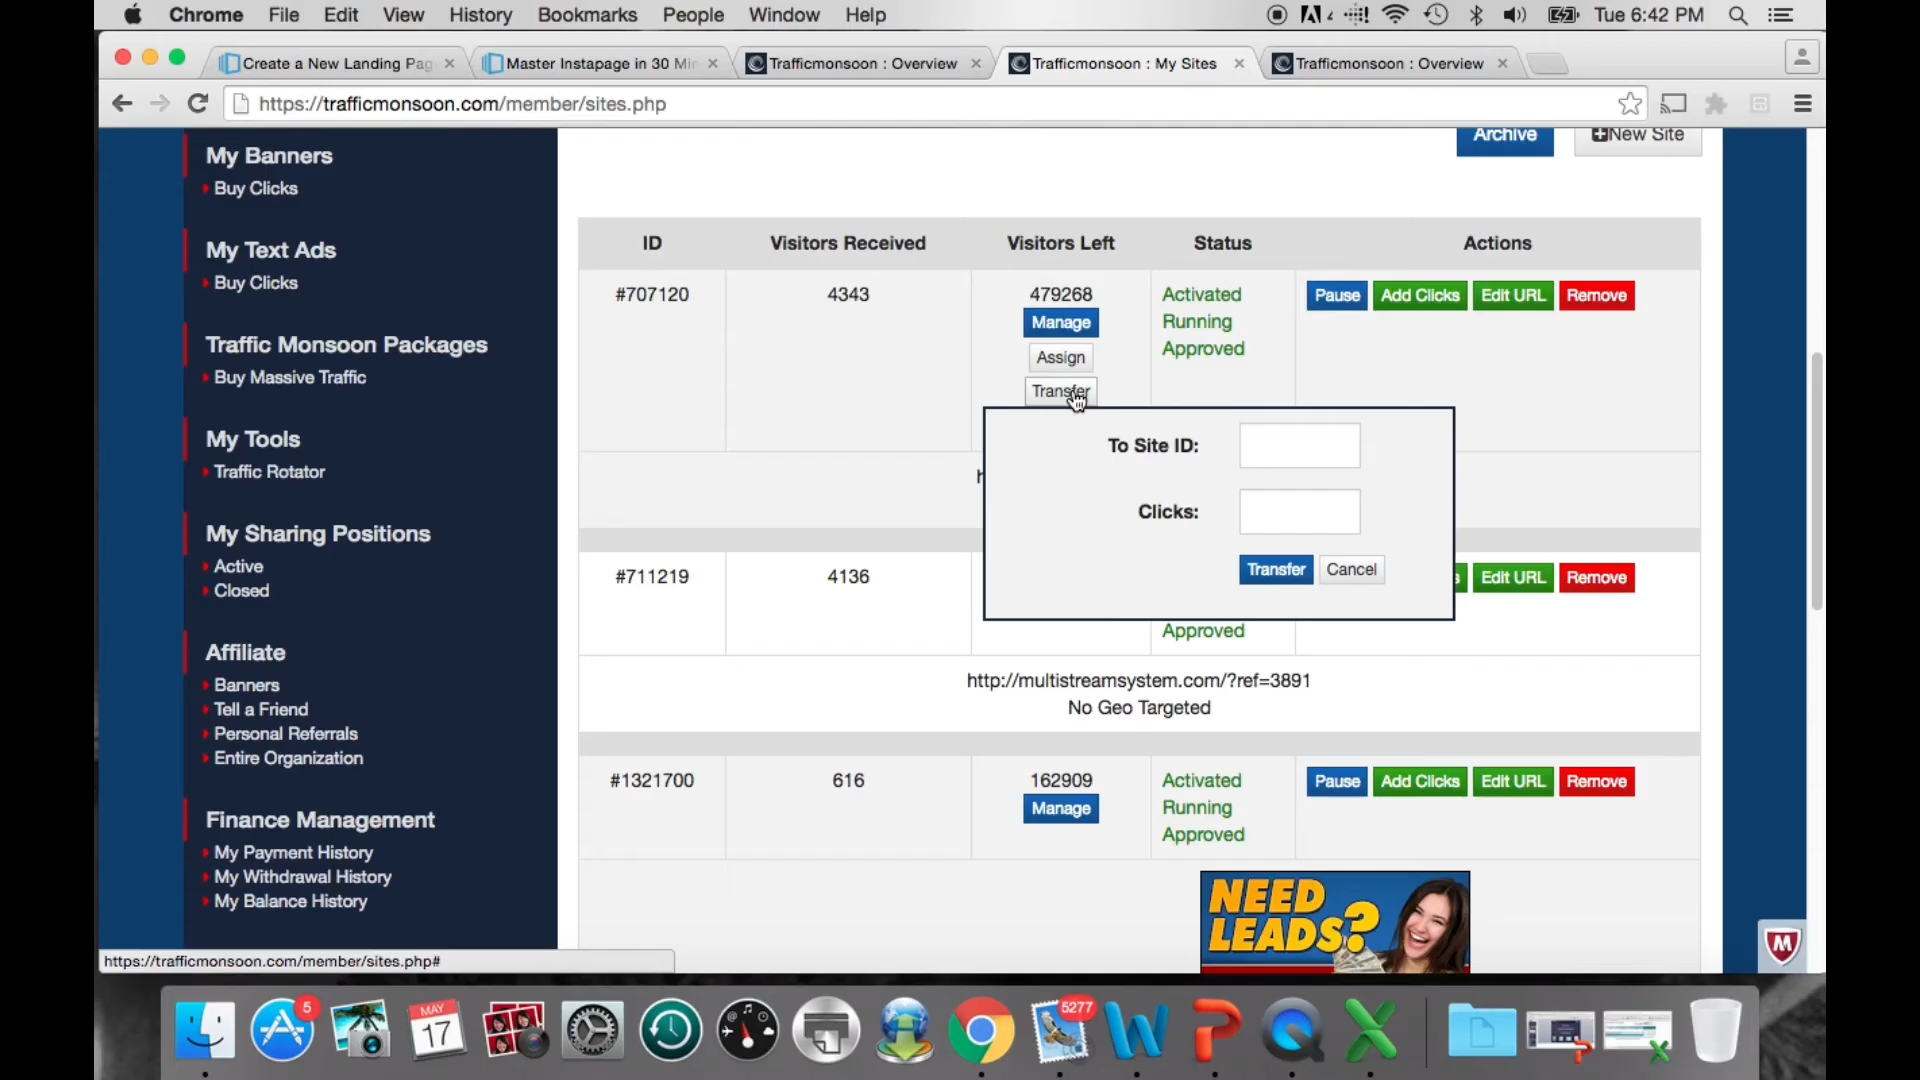 Chrome File Edit View History Bookmarks People Window Help Tue 6:42 PM
Create a New Landing Pag
Master Instapage in 30 Mi
Trafficmonsoon : Overview
Trafficmonsoon : My Sites
Trafficmonsoon : Overview
https://trafficmonsoon.com/member/sites.php
My Banners
Buy Clicks
My Text Ads
Buy Clicks
Traffic Monsoon Packages
Buy Massive Traffic
My Tools
Traffic Rotator
My Sharing Positions
Active
Closed
Affiliate
Banners
Tell a Friend
Personal Referrals
Entire Organization
Finance Management
My Payment History
My Withdrawal History
My Balance History
https://trafficmonsoon.com/member/sites.php#
Archive New Site
ID Visitors Received Visitors Left Status Actions
#707120 4343 479268 Activated Pause Add Clicks Edit URL Remove
Manage Running
Assign Approved
Transfer
To Site ID:
Clicks:
Transfer Cancel
#711219 4136 s Edit URL Remove
Approved
http://multistreamsystem.com/?ref=3891
No Geo Targeted
#1321700 616 162909 Activated Pause Add Clicks Edit URL Remove
Manage Running
Approved
NEED
LEADS?
5
MAY
17
5277